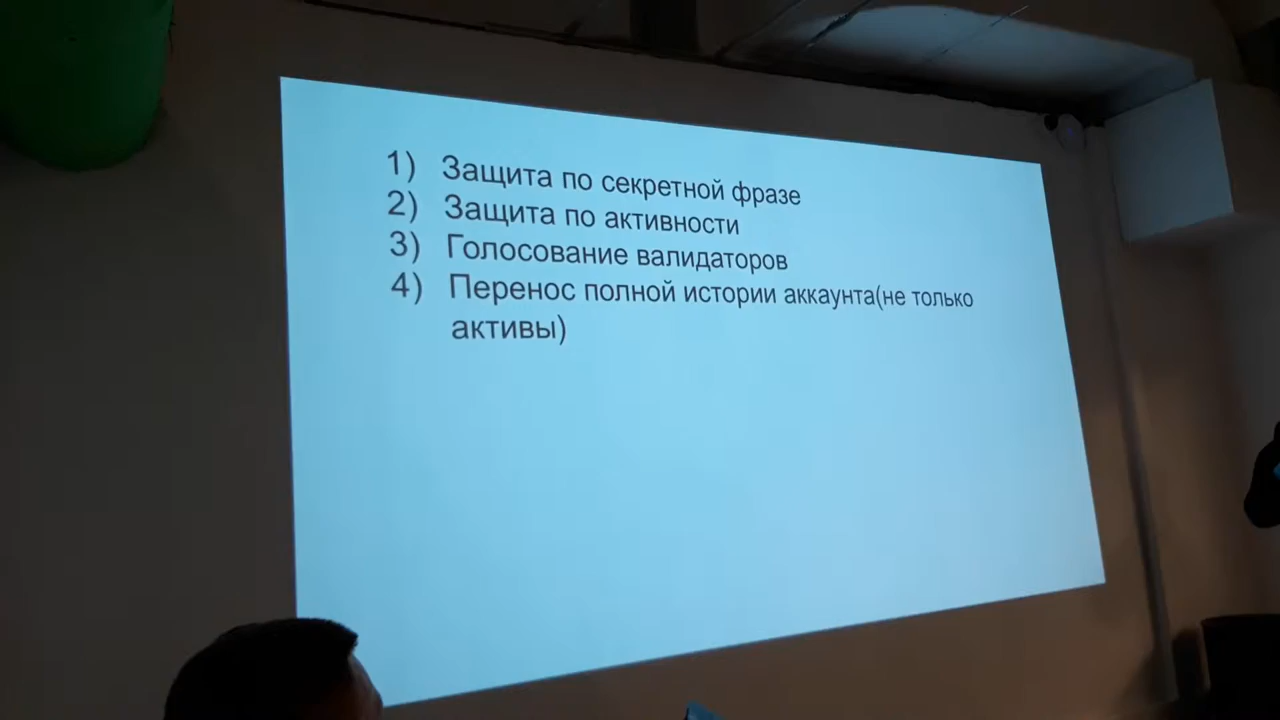 1) Защита по секретной фразе
2) Защита по активности
3) Голосование валидаторов
4) Перенос полной истории аккаунта(не только
активы)